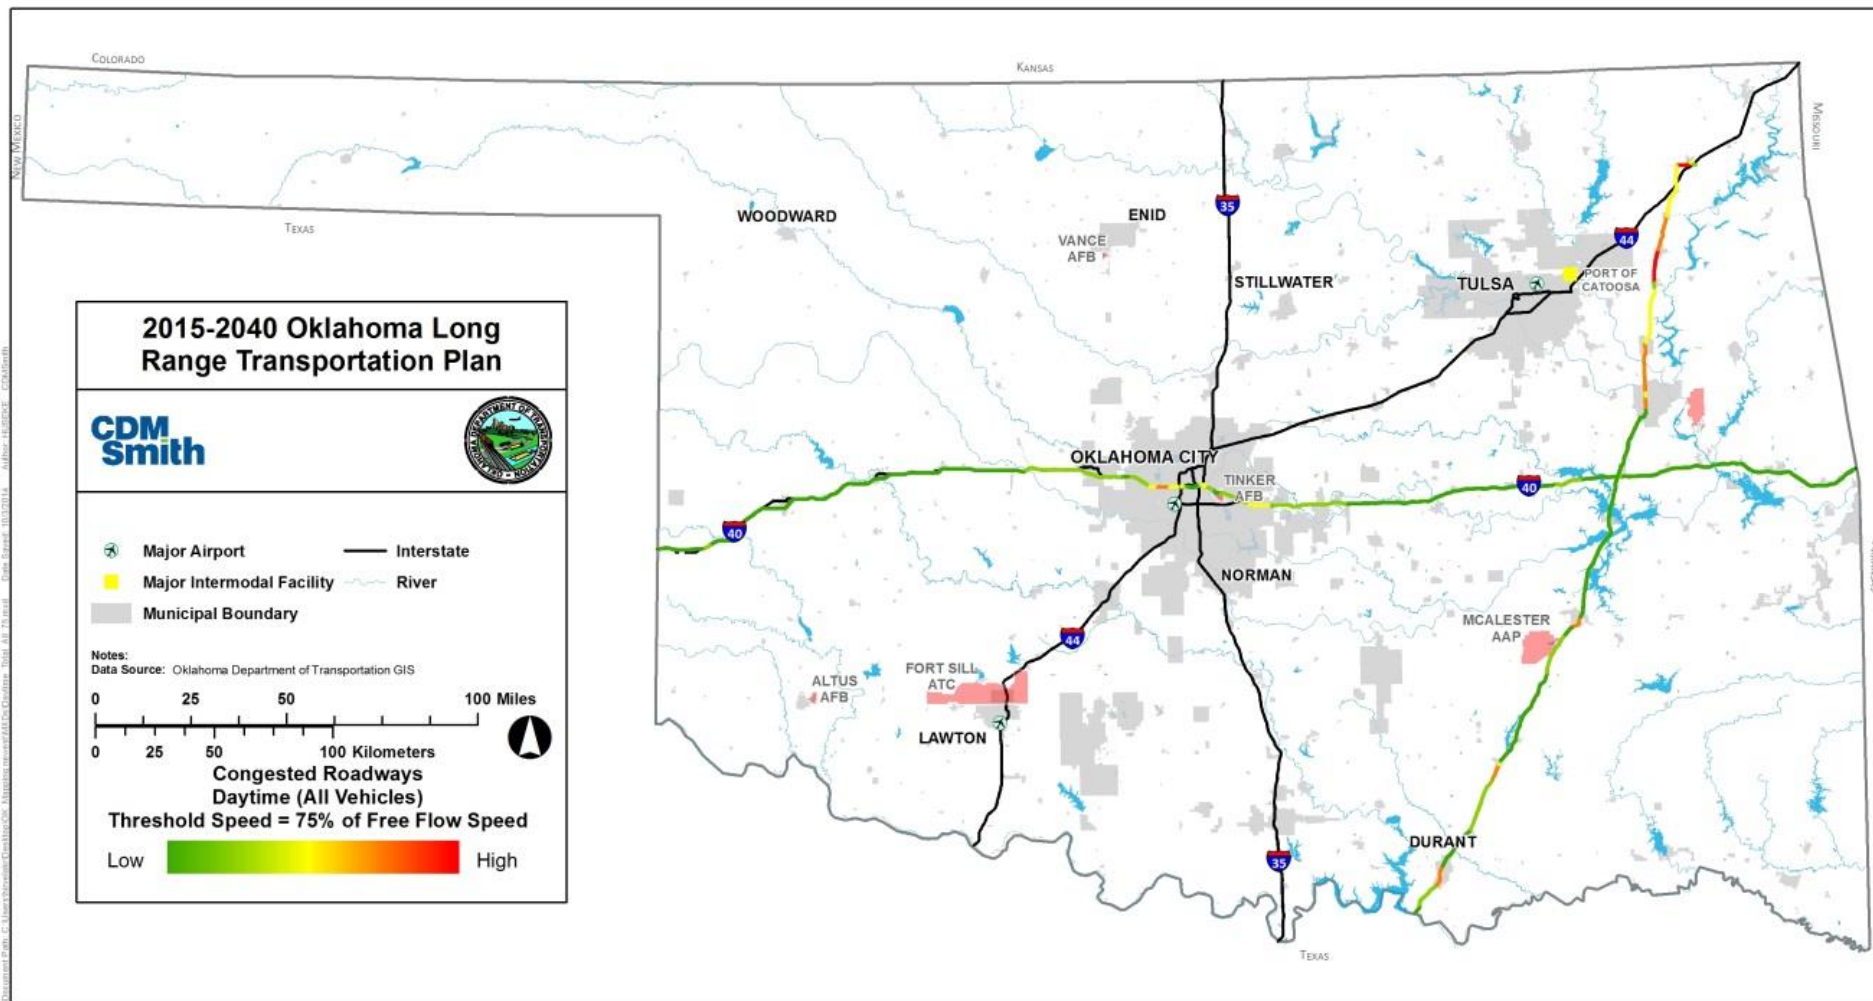 COLORADO
KANSAS
NEW MEXICO
MISSOURI
TEXAS
WOODWARD
ENID
VANCE
AFB
35
44
STILLWATER
TULSA
PORT OF
CATOOSA
2015-2040 Oklahoma Long
Range Transportation Plan
CDM
Smith
OKLAHOMA DEPARTMENT OF TRANSPORTATION
OKLAHOMA CITY
TINKER
AFB
40
40
NORMAN
Major Airport
Interstate
Major Intermodal Facility
River
Municipal Boundary
Notes:
Data Source: Oklahoma Department of Transportation GIS
0 25 50 100 Miles
0 25 50 100 Kilometers
Congested Roadways
Daytime (All Vehicles)
Threshold Speed = 75% of Free Flow Speed
Low
High
MCALESTER
AAP
44
FORT SILL
ATC
ALTUS
AFB
LAWTON
DURANT
35
TEXAS